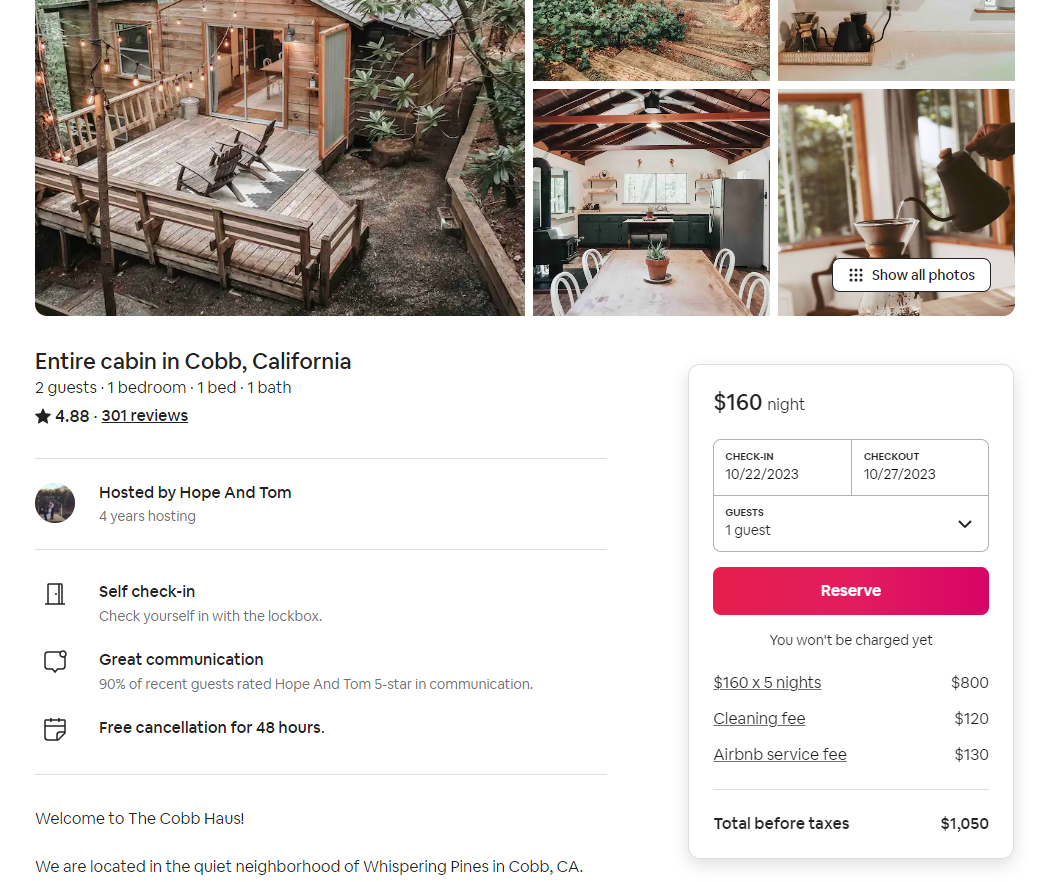 Show all photos
Entire cabin in Cobb, California
2 guests · 1 bedroom · 1 bed · 1 bath
4.88 · 301 reviews
Hosted by Hope And Tom
4 years hosting
Self check-in
Check yourself in with the lockbox.
Great communication
90% of recent guests rated Hope And Tom 5-star in communication.
Free cancellation for 48 hours.
Welcome to The Cobb Haus!
We are located in the quiet neighborhood of Whispering Pines in Cobb, CA.
$160 night
CHECK-IN
10/22/2023
CHECKOUT
10/27/2023
GUESTS
1 guest
Reserve
You won't be charged yet
$160 x 5 nights $800
Cleaning fee $120
Airbnb service fee $130
Total before taxes $1,050